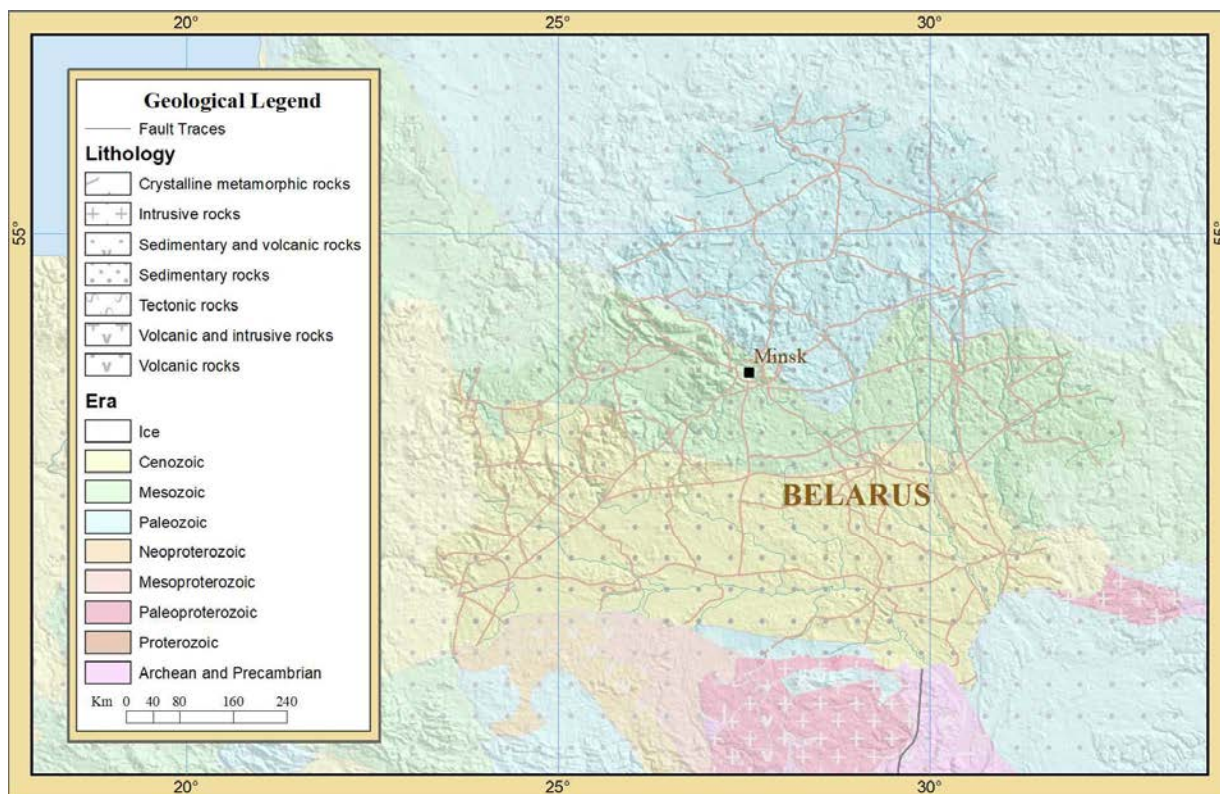 20°
25°
30°
55°
55°
Geological Legend
Fault Traces
Lithology
Crystalline metamorphic rocks
Intrusive rocks
Sedimentary and volcanic rocks
Sedimentary rocks
Tectonic rocks
Volcanic and intrusive rocks
Volcanic rocks
Era
Ice
Cenozoic
Mesozoic
Paleozoic
Neoproterozoic
Mesoproterozoic
Paleoproterozoic
Proterozoic
Archean and Precambrian
Km 0 40 80 160 240
Minsk
BELARUS
20°
25°
30°